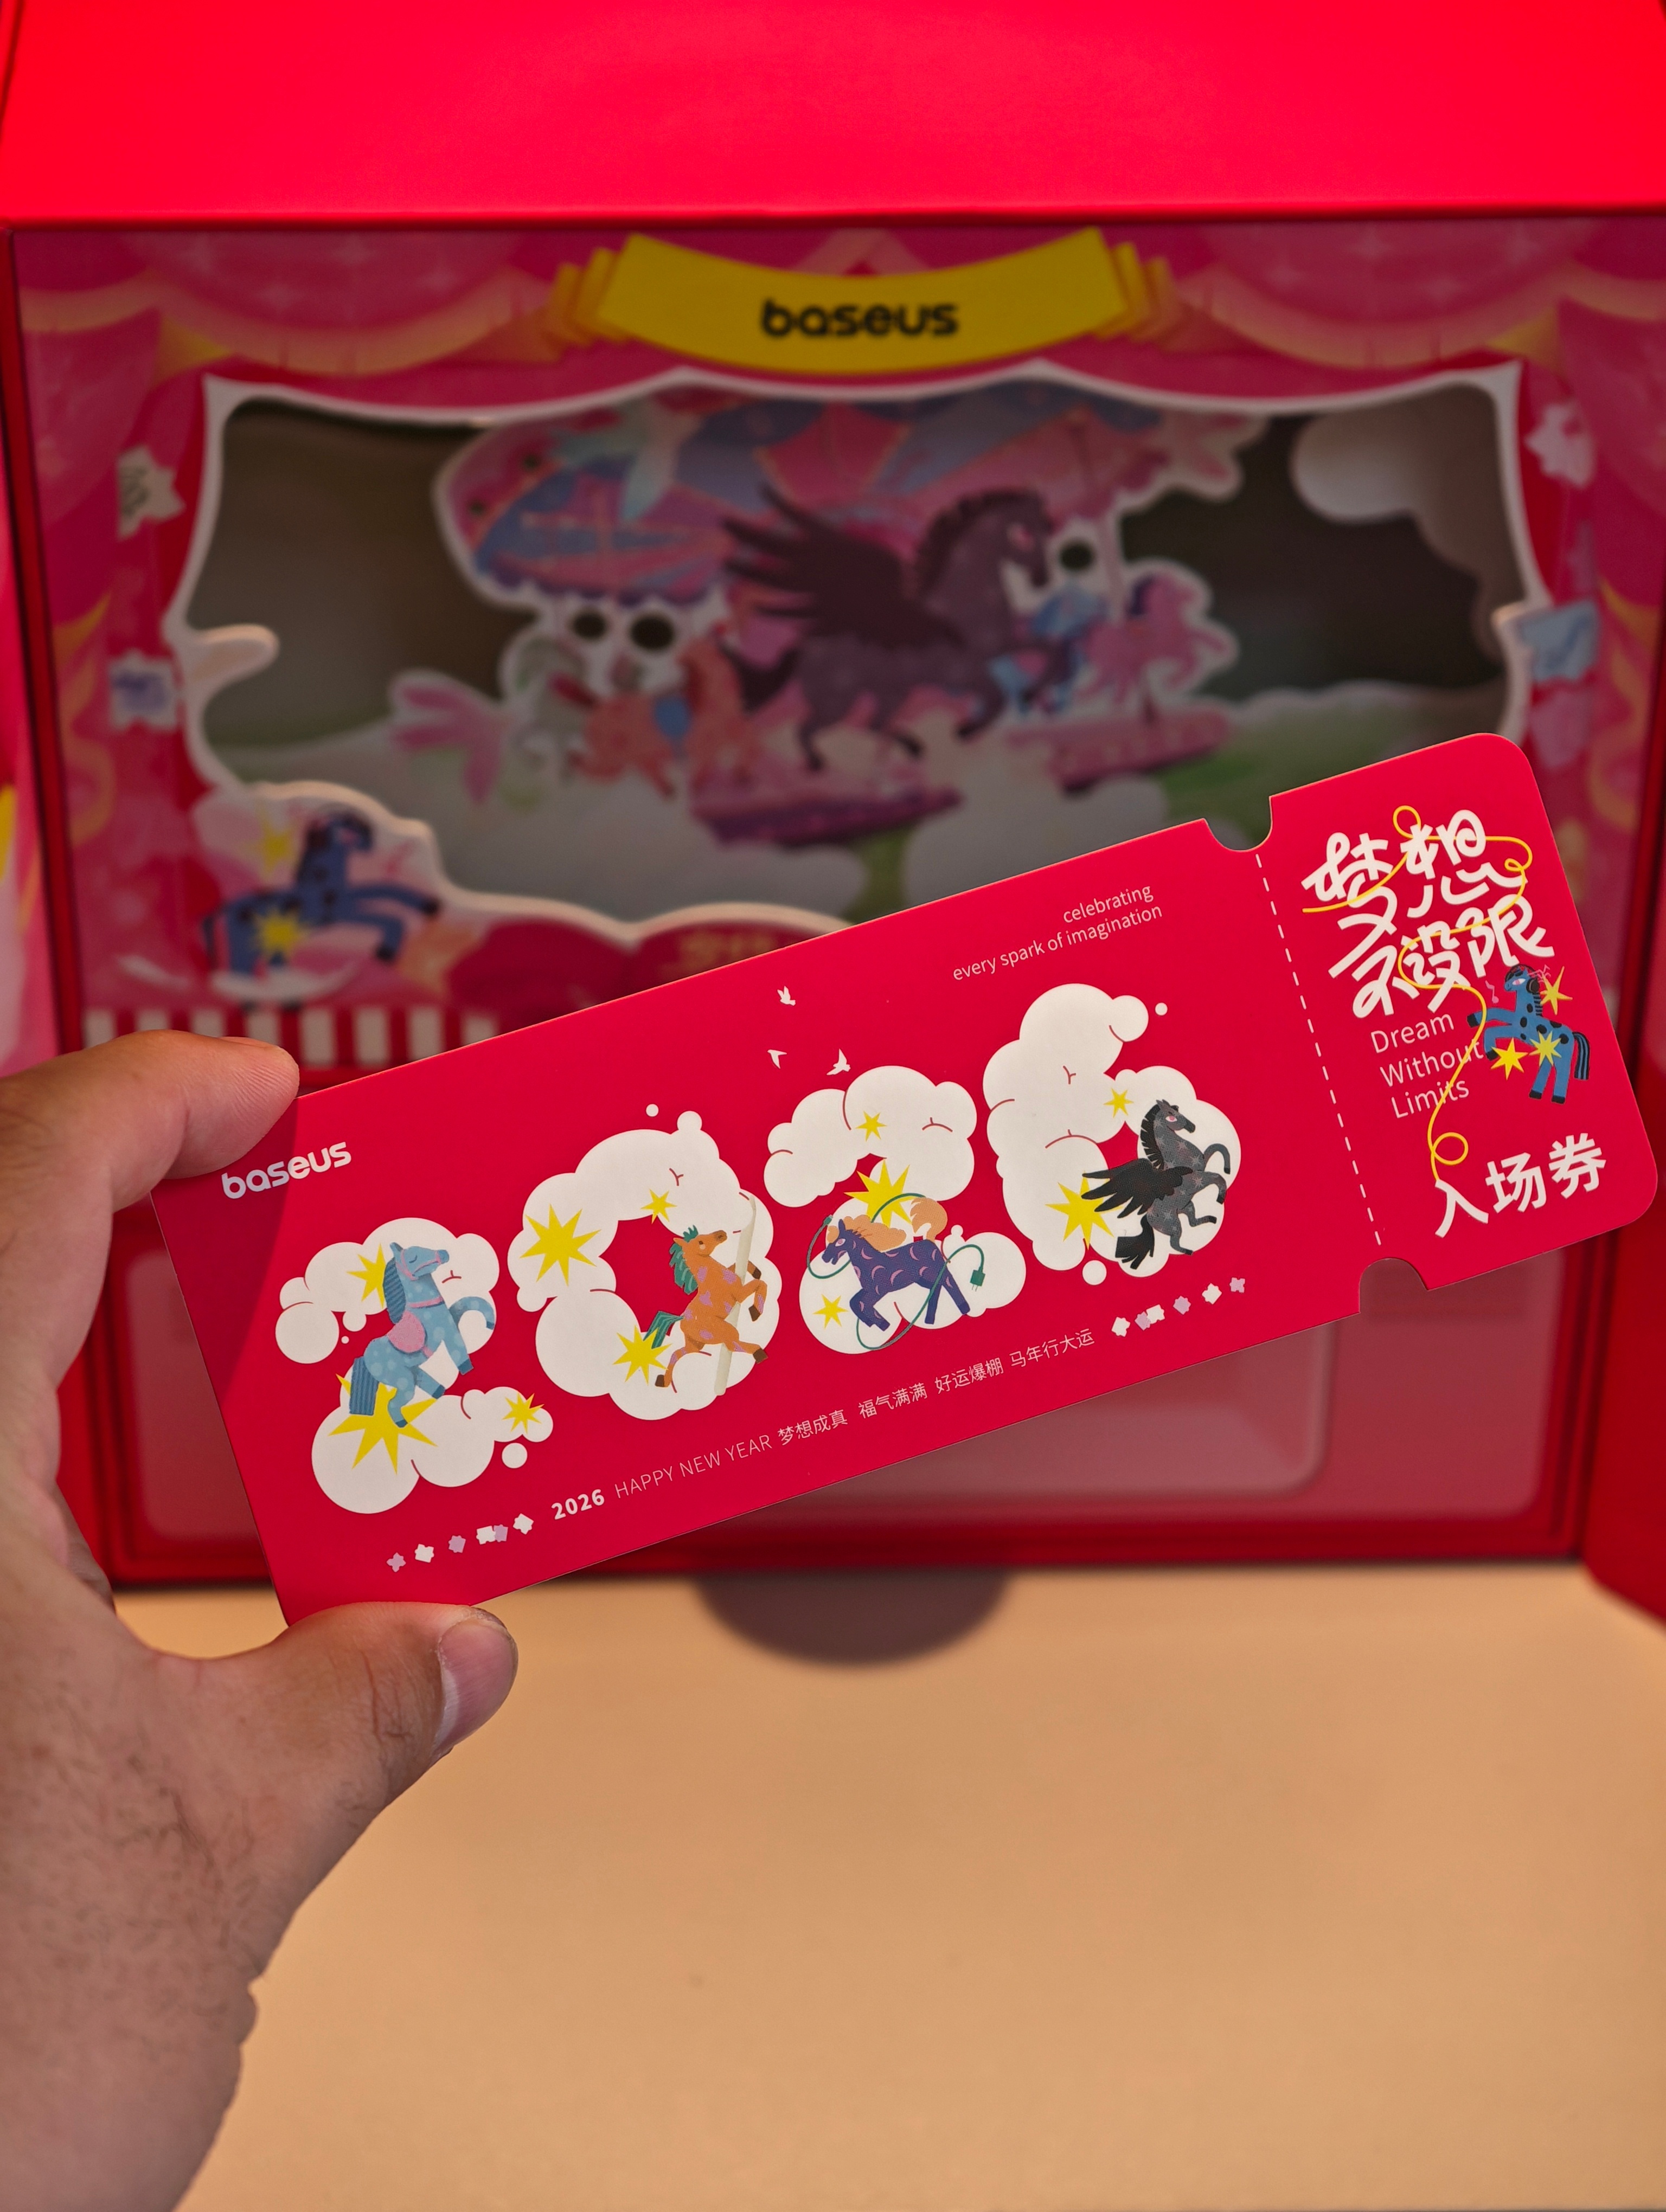 baseus
celebrating
every spark of imagination
baseus
2026
2026 HAPPY NEW YEAR 梦想成真 福气满满 好运爆棚 马年行大运
梦想
不设限
Dream
Without
Limits
入场券